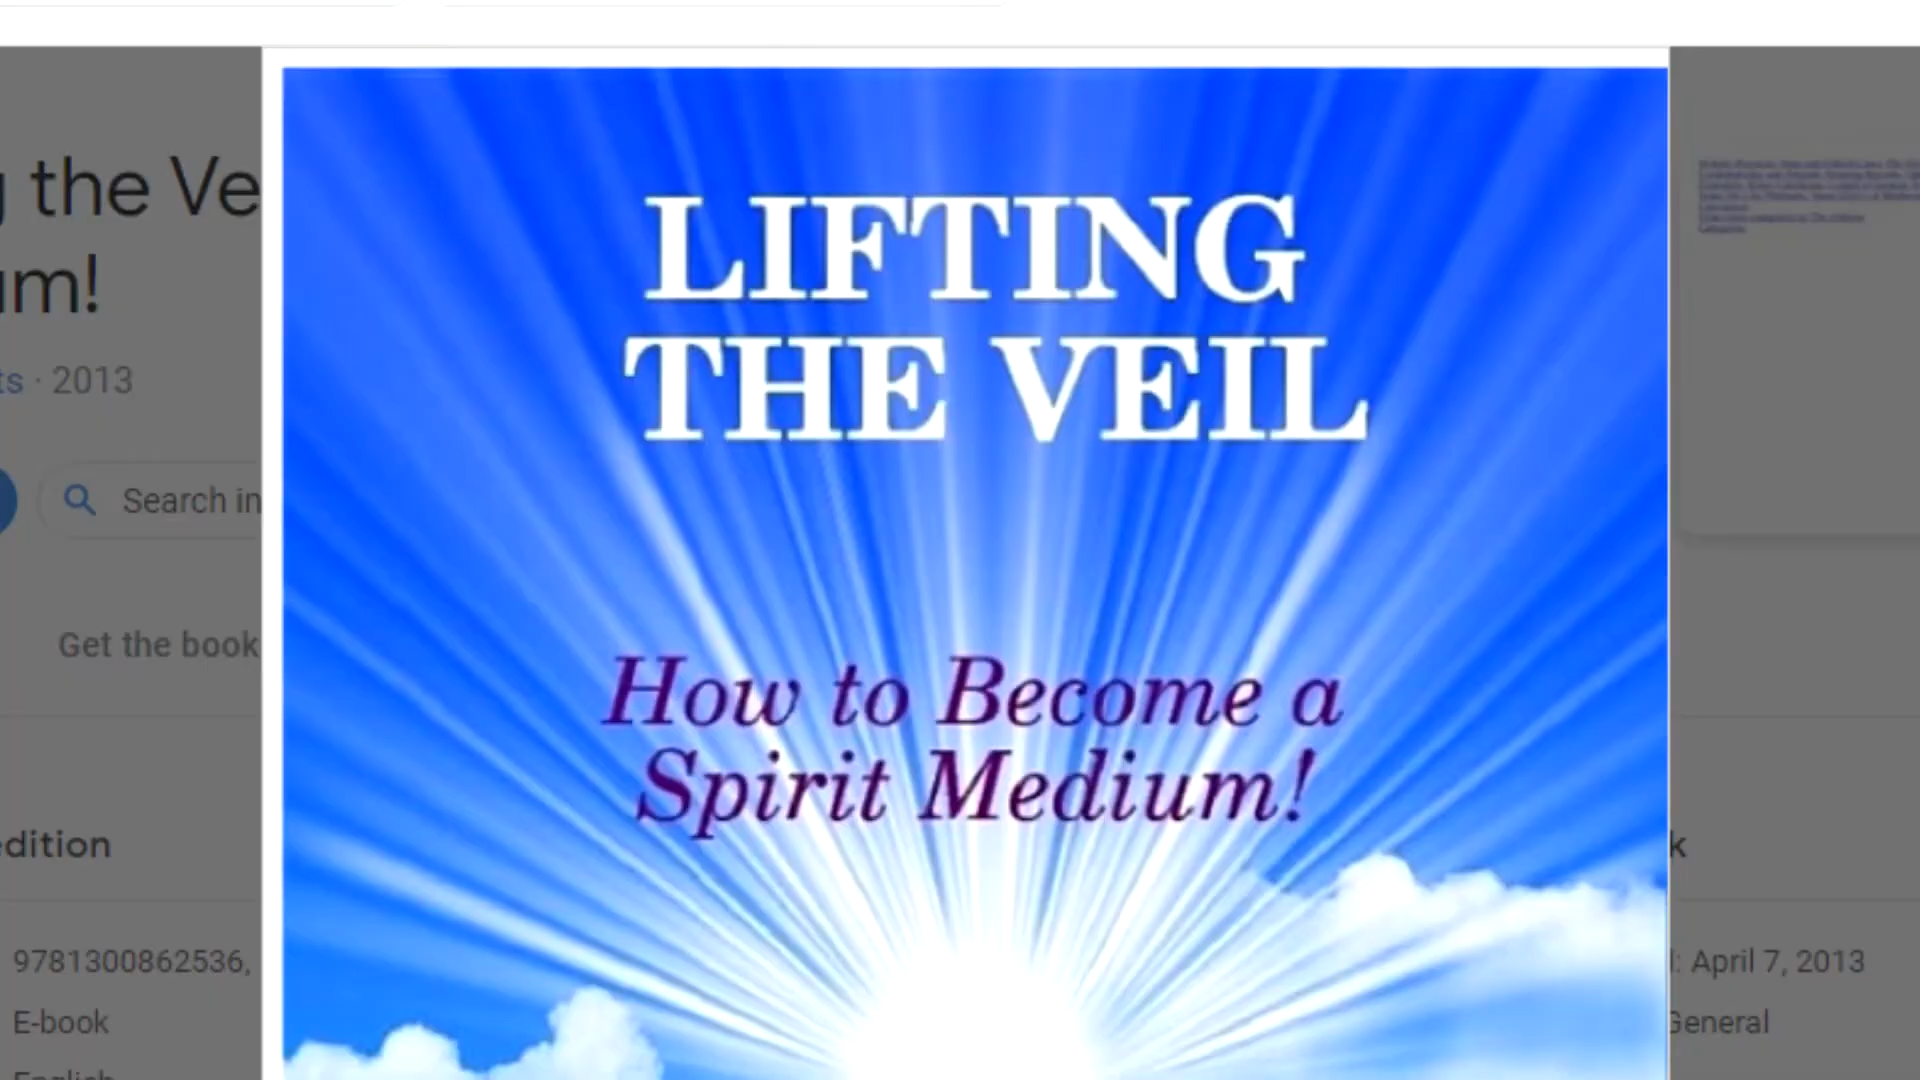 the Ve
um!
ts · 2013
Search in
Get the book
edition
9781300862536,
E-book
English
LIFTING
THE VEIL
How to Become a
Spirit Medium!
k
: April 7, 2013
General